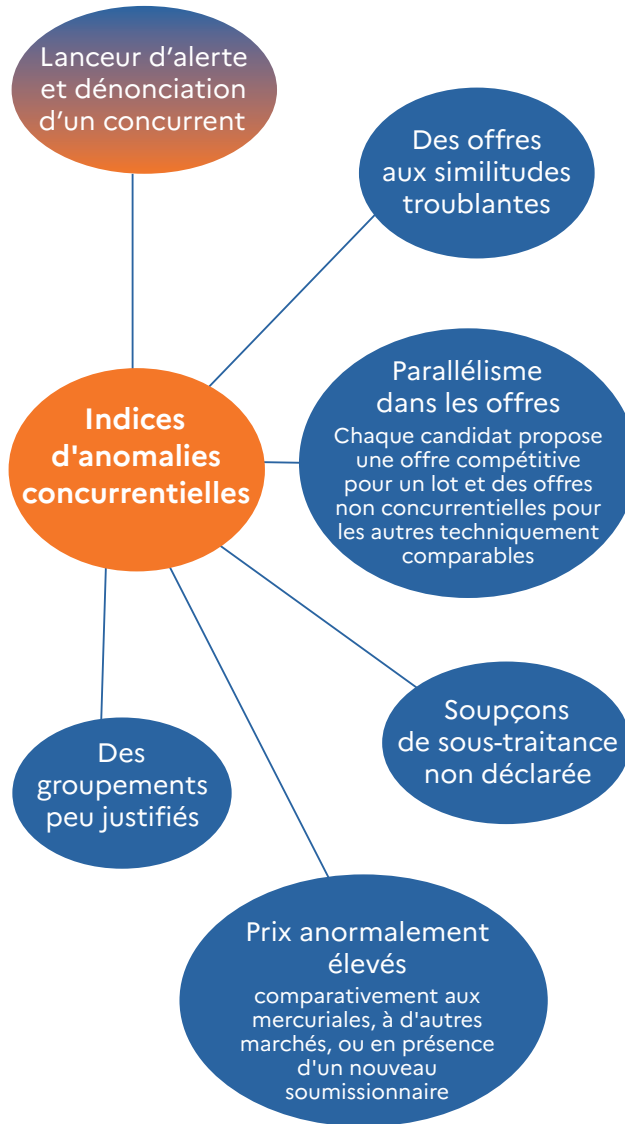 Lanceur d’alerte
et dénonciation
d’un concurrent
Des offres
aux similitudes
troublantes
Parallélisme
dans les offres
Chaque candidat propose
une offre compétitive
pour un lot et des offres
non concurrentielles pour
les autres techniquement
comparables
Indices
d'anomalies
concurrentielles
Soupçons
de sous-traitance
non déclarée
Des
groupements
peu justifiés
Prix anormalement
élevés
comparativement aux
mercuriales, à d'autres
marchés, ou en présence
d'un nouveau
soumissionnaire